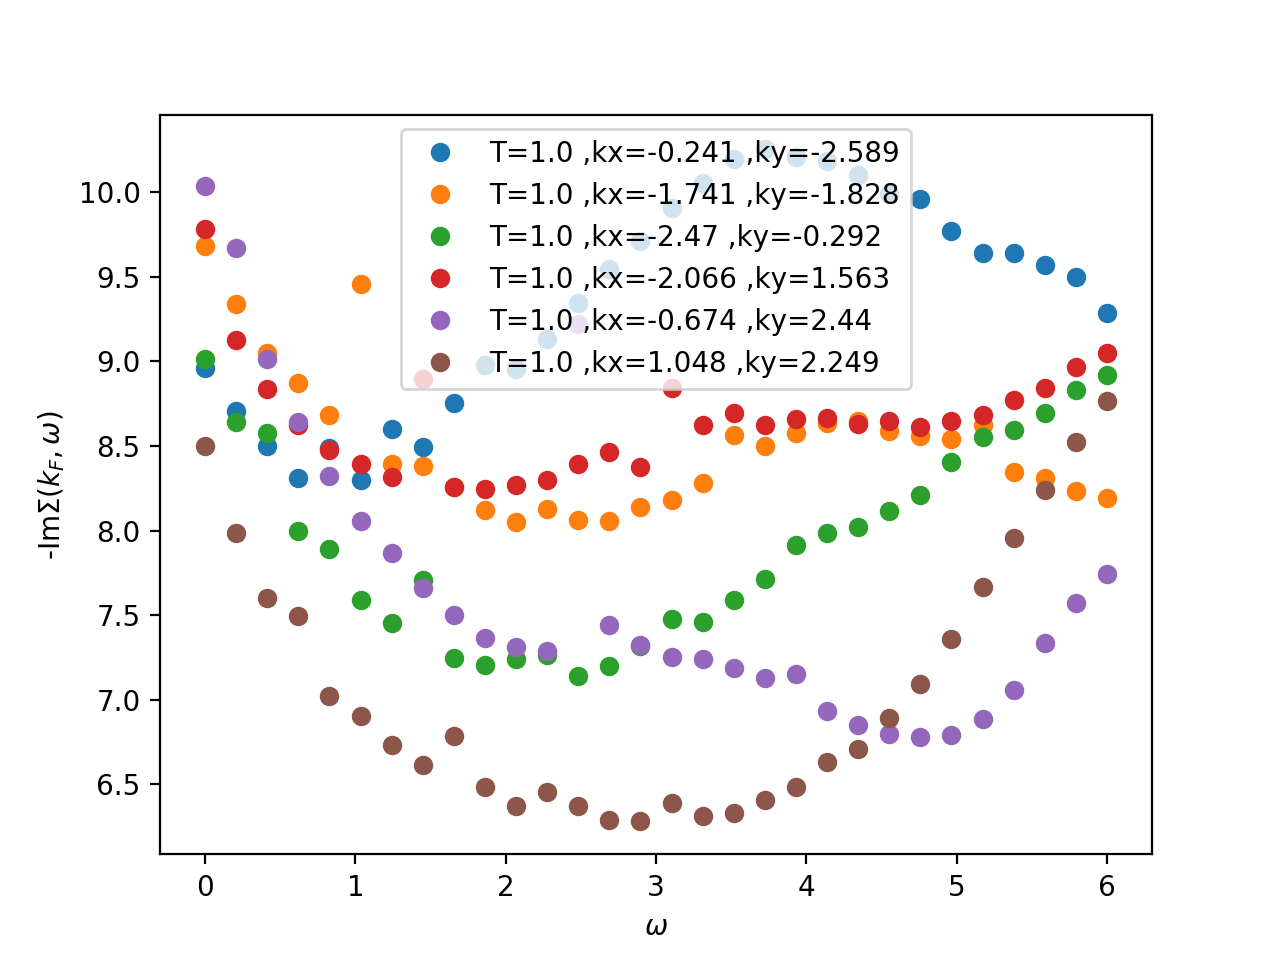 T=1.0 ,kx=-0.241 ,ky=-2.589
T=1.0 ,kx=-1.741 ,ky=-1.828
T=1.0 ,kx=-2.47 ,ky=-0.292
T=1.0 ,kx=-2.066 ,ky=1.563
T=1.0 ,kx=-0.674 ,ky=2.44
T=1.0 ,kx=1.048 ,ky=2.249
10.0
9.5
9.0
8.5
8.0
7.5
7.0
6.5
-ImΣ(k_F, ω)
0 1 2 3 4 5 6
ω